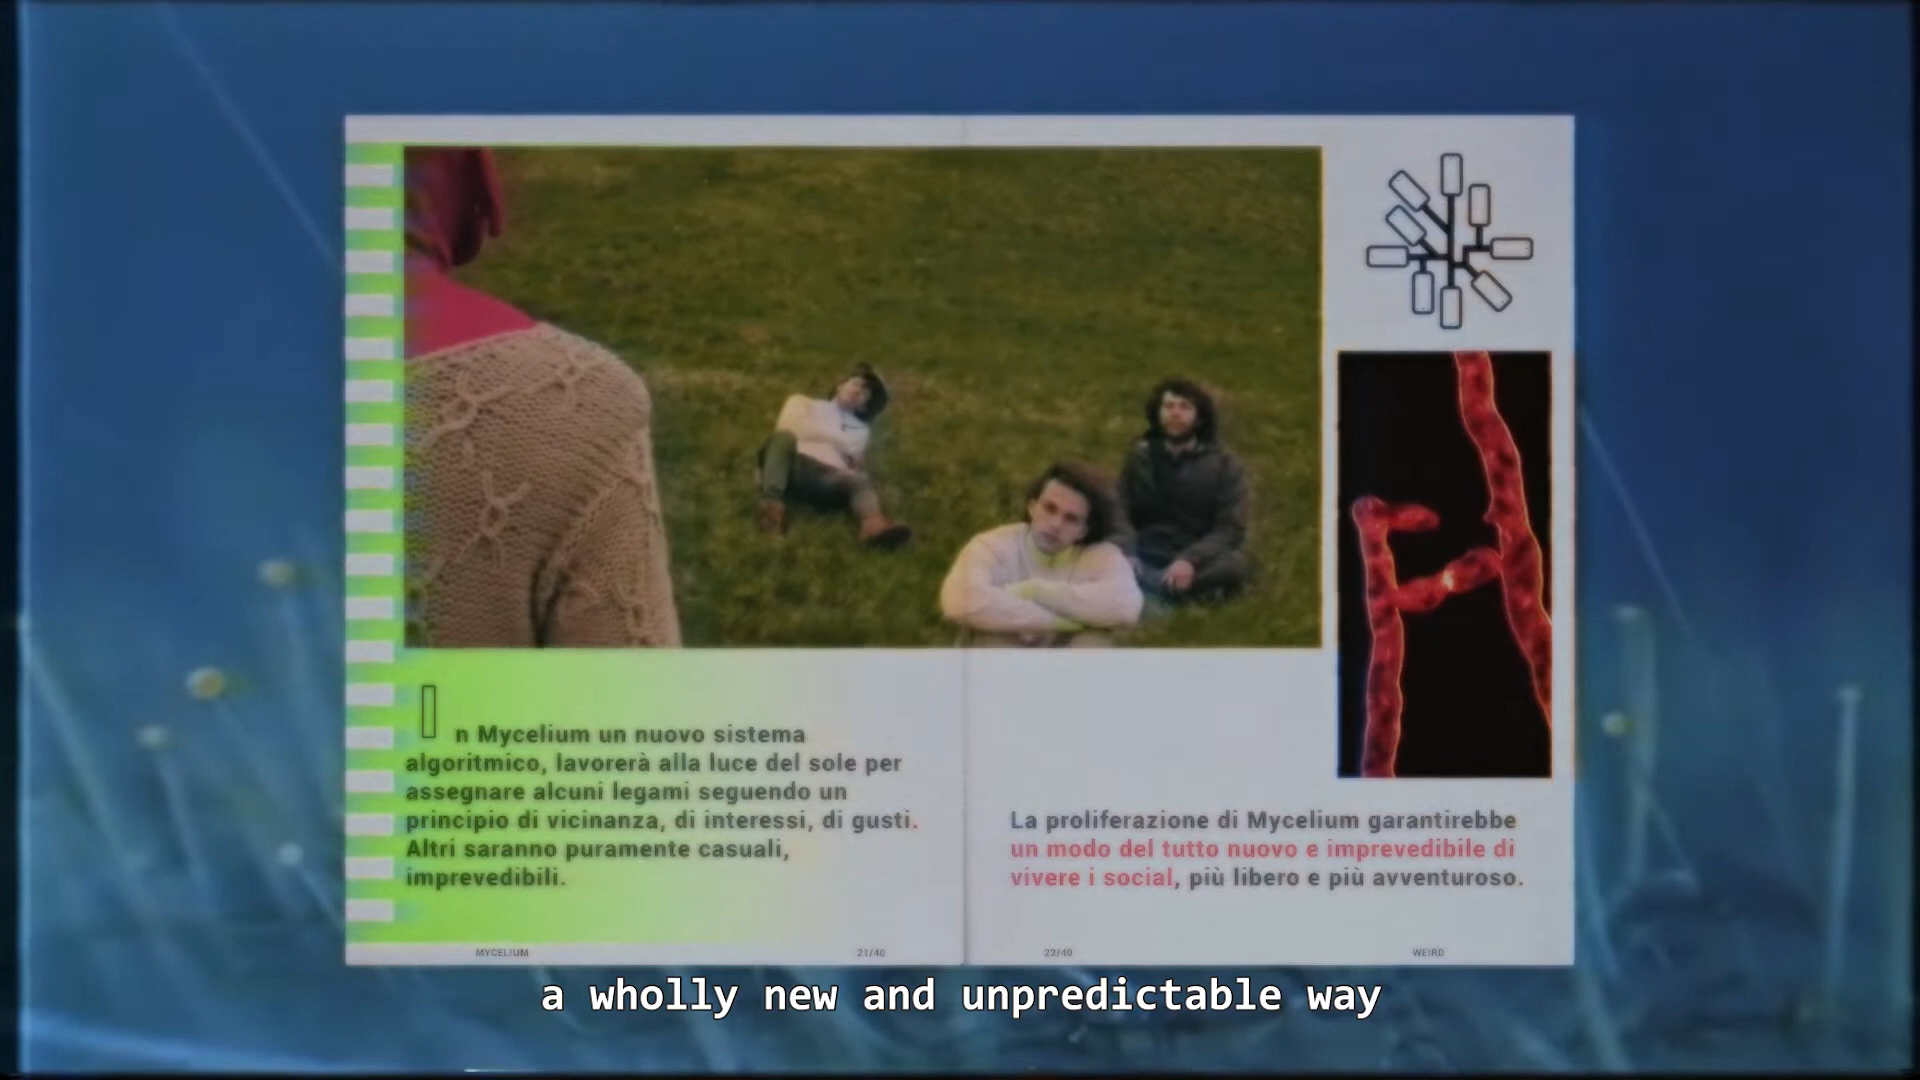 In Mycelium un nuovo sistema
algoritmico, lavorerà alla luce del sole per
assegnare alcuni legami seguendo un
principio di vicinanza, di interessi, di gusti.
Altri saranno puramente casuali,
imprevedibili.
MYCELIUM
21/40
La proliferazione di Mycelium garantirebbe
un modo del tutto nuovo e imprevedibile di
vivere i social, più libero e più avventuroso.
22/40
WEIRD
a wholly new and unpredictable way